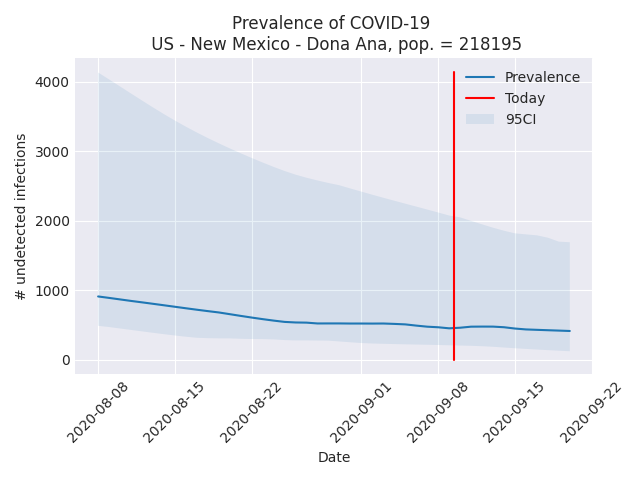 Prevalence of COVID-19
US - New Mexico - Dona Ana, pop. = 218195
Prevalence
Today
95CI
# undetected infections
4000
3000
2000
1000
0
2020-08-08
2020-08-15
2020-08-22
2020-09-01
2020-09-08
2020-09-15
2020-09-22
Date